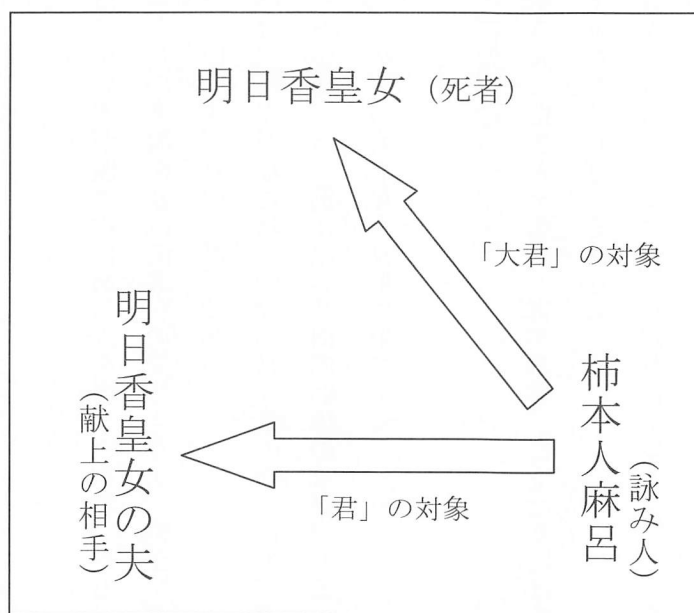 明日香皇女（死者）
「大君」の対象
柿本人麻呂
（詠み人）
「君」の対象
明日香皇女の夫
（献上の相手）